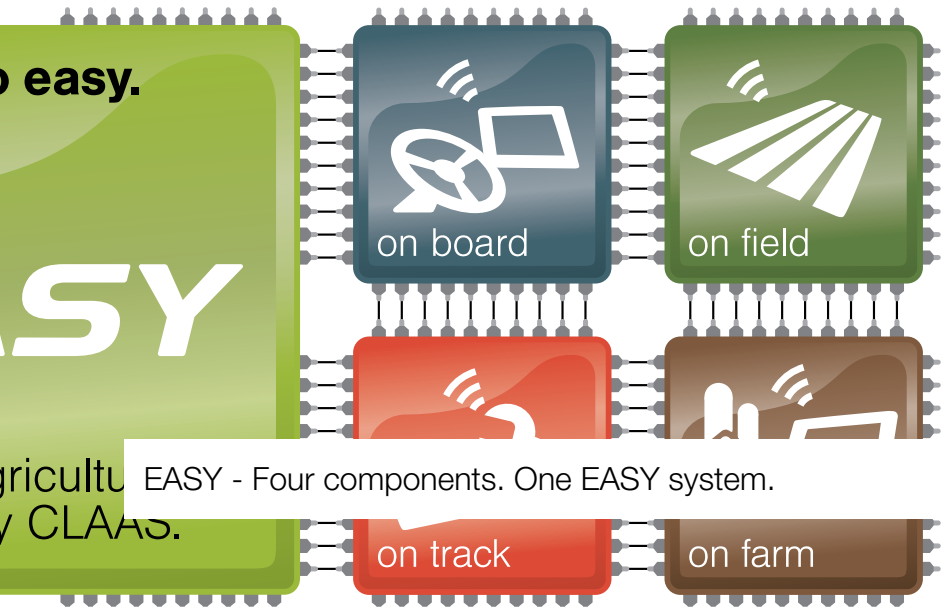 o easy.
on board
on field
ASY
EASY - Four components. One EASY system.
gricultu
y CLAAS.
on track
on farm